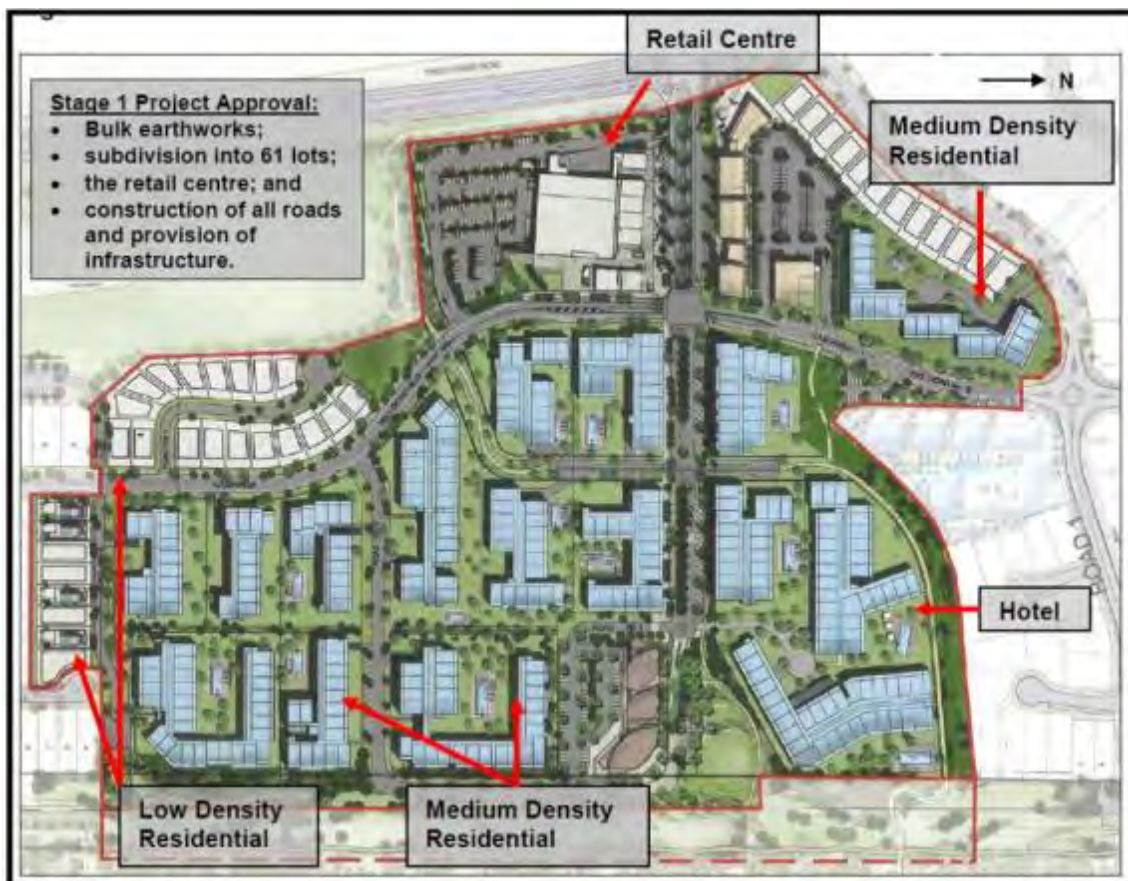 Retail Centre
N
Stage 1 Project Approval:
• Bulk earthworks;
• subdivision into 61 lots;
• the retail centre; and
• construction of all roads
and provision of
infrastructure.
Medium Density
Residential
ROAD 1
Hotel
Low Density
Residential
Medium Density
Residential